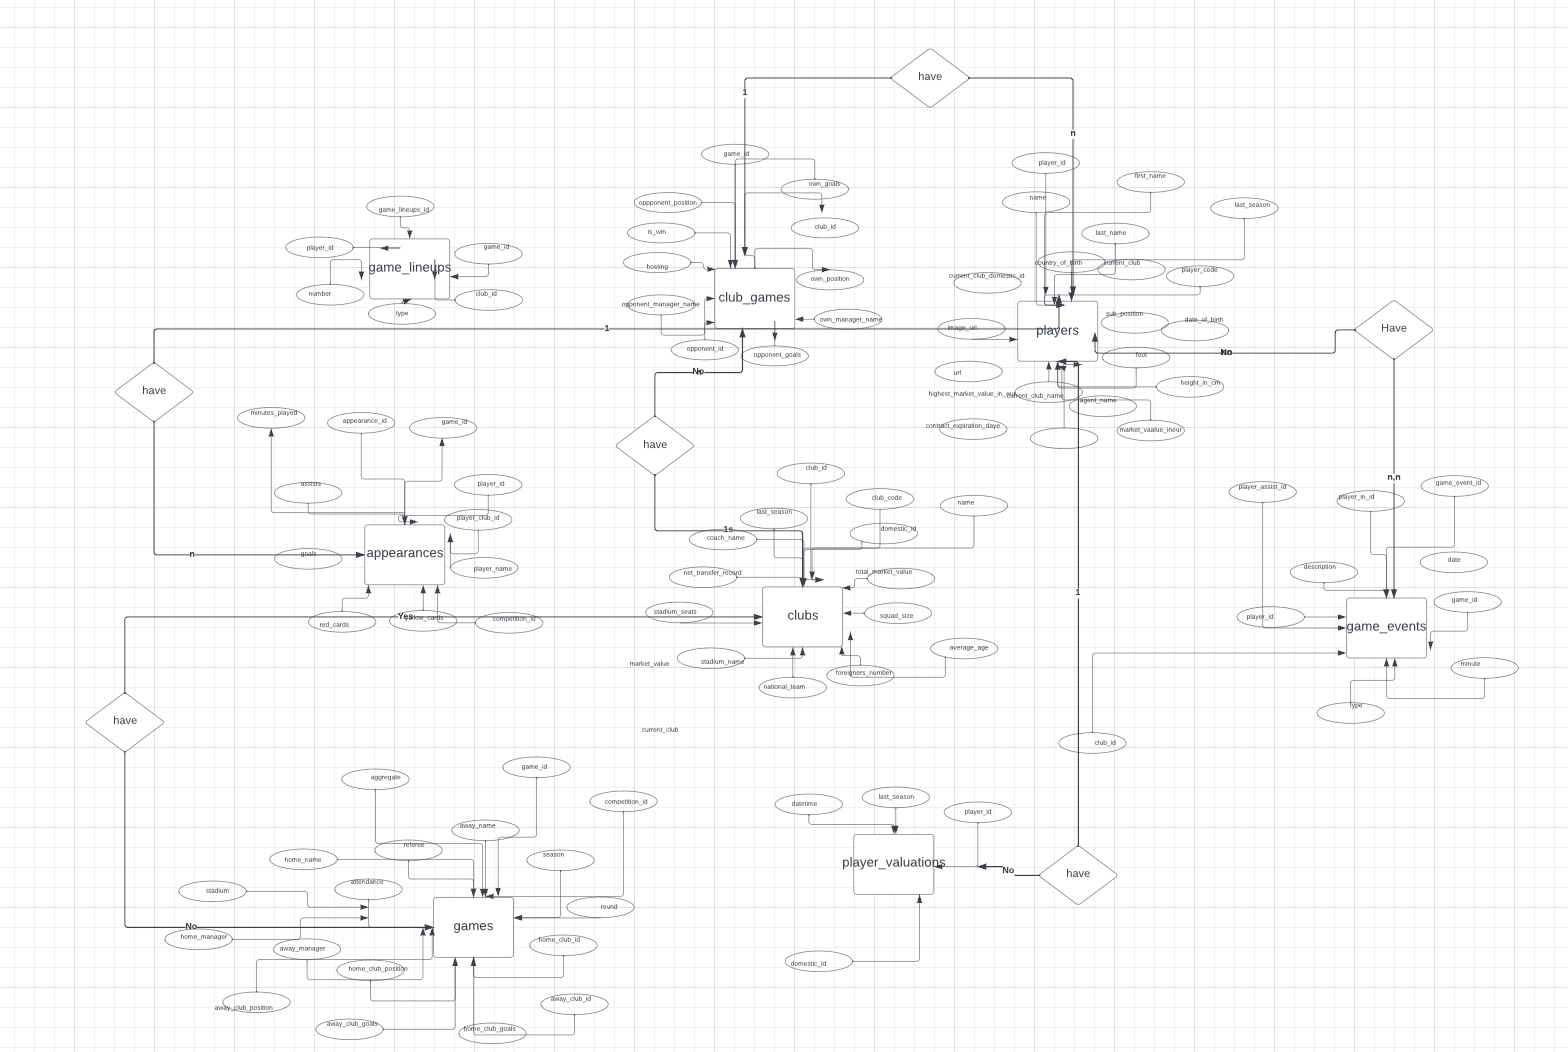 have
1
n
game_id
own_goals
oppponent_position
club_id
is_win
hosting
own_position
opponent_manager_name
club_games
own_manager_name
opponent_id
opponent_goals
player_id
first_name
name
last_season
last_name
country_of_birth
current_club
current_club_domestic_id
player_code
players
sub_position
date_of_birth
image_url
foot
url
height_in_cm
current_club_name
agent_name
contract_expiration_daye
market_vaalue_ineur
game_lineups_id
player_id
game_id
game_lineups
number
club_id
type
1
have
n
Have
n,n
No
have
1s
minutes_played
appearance_id
game_id
assists
player_id
player_club_id
goals
appearances
player_name
red_cards
competition_id
Yes
club_id
club_code
name
last_season
domestic_id
coach_name
net_transfer_record
total_market_value
stadium_seats
clubs
squad_size
stadium_name
average_age
market_value
foreigners_number
national_team
current_club
player_assist_id
player_in_id
game_event_id
date
description
game_id
player_id
game_events
minute
type
club_id
1
have
No
have
No
aggregate
game_id
competition_id
away_name
referee
home_name
season
attendance
stadium
round
games
home_manager
away_manager
home_club_id
home_club_position
away_club_position
away_club_id
away_club_goals
home_club_goals
datetime
last_season
player_id
player_valuations
domestic_id